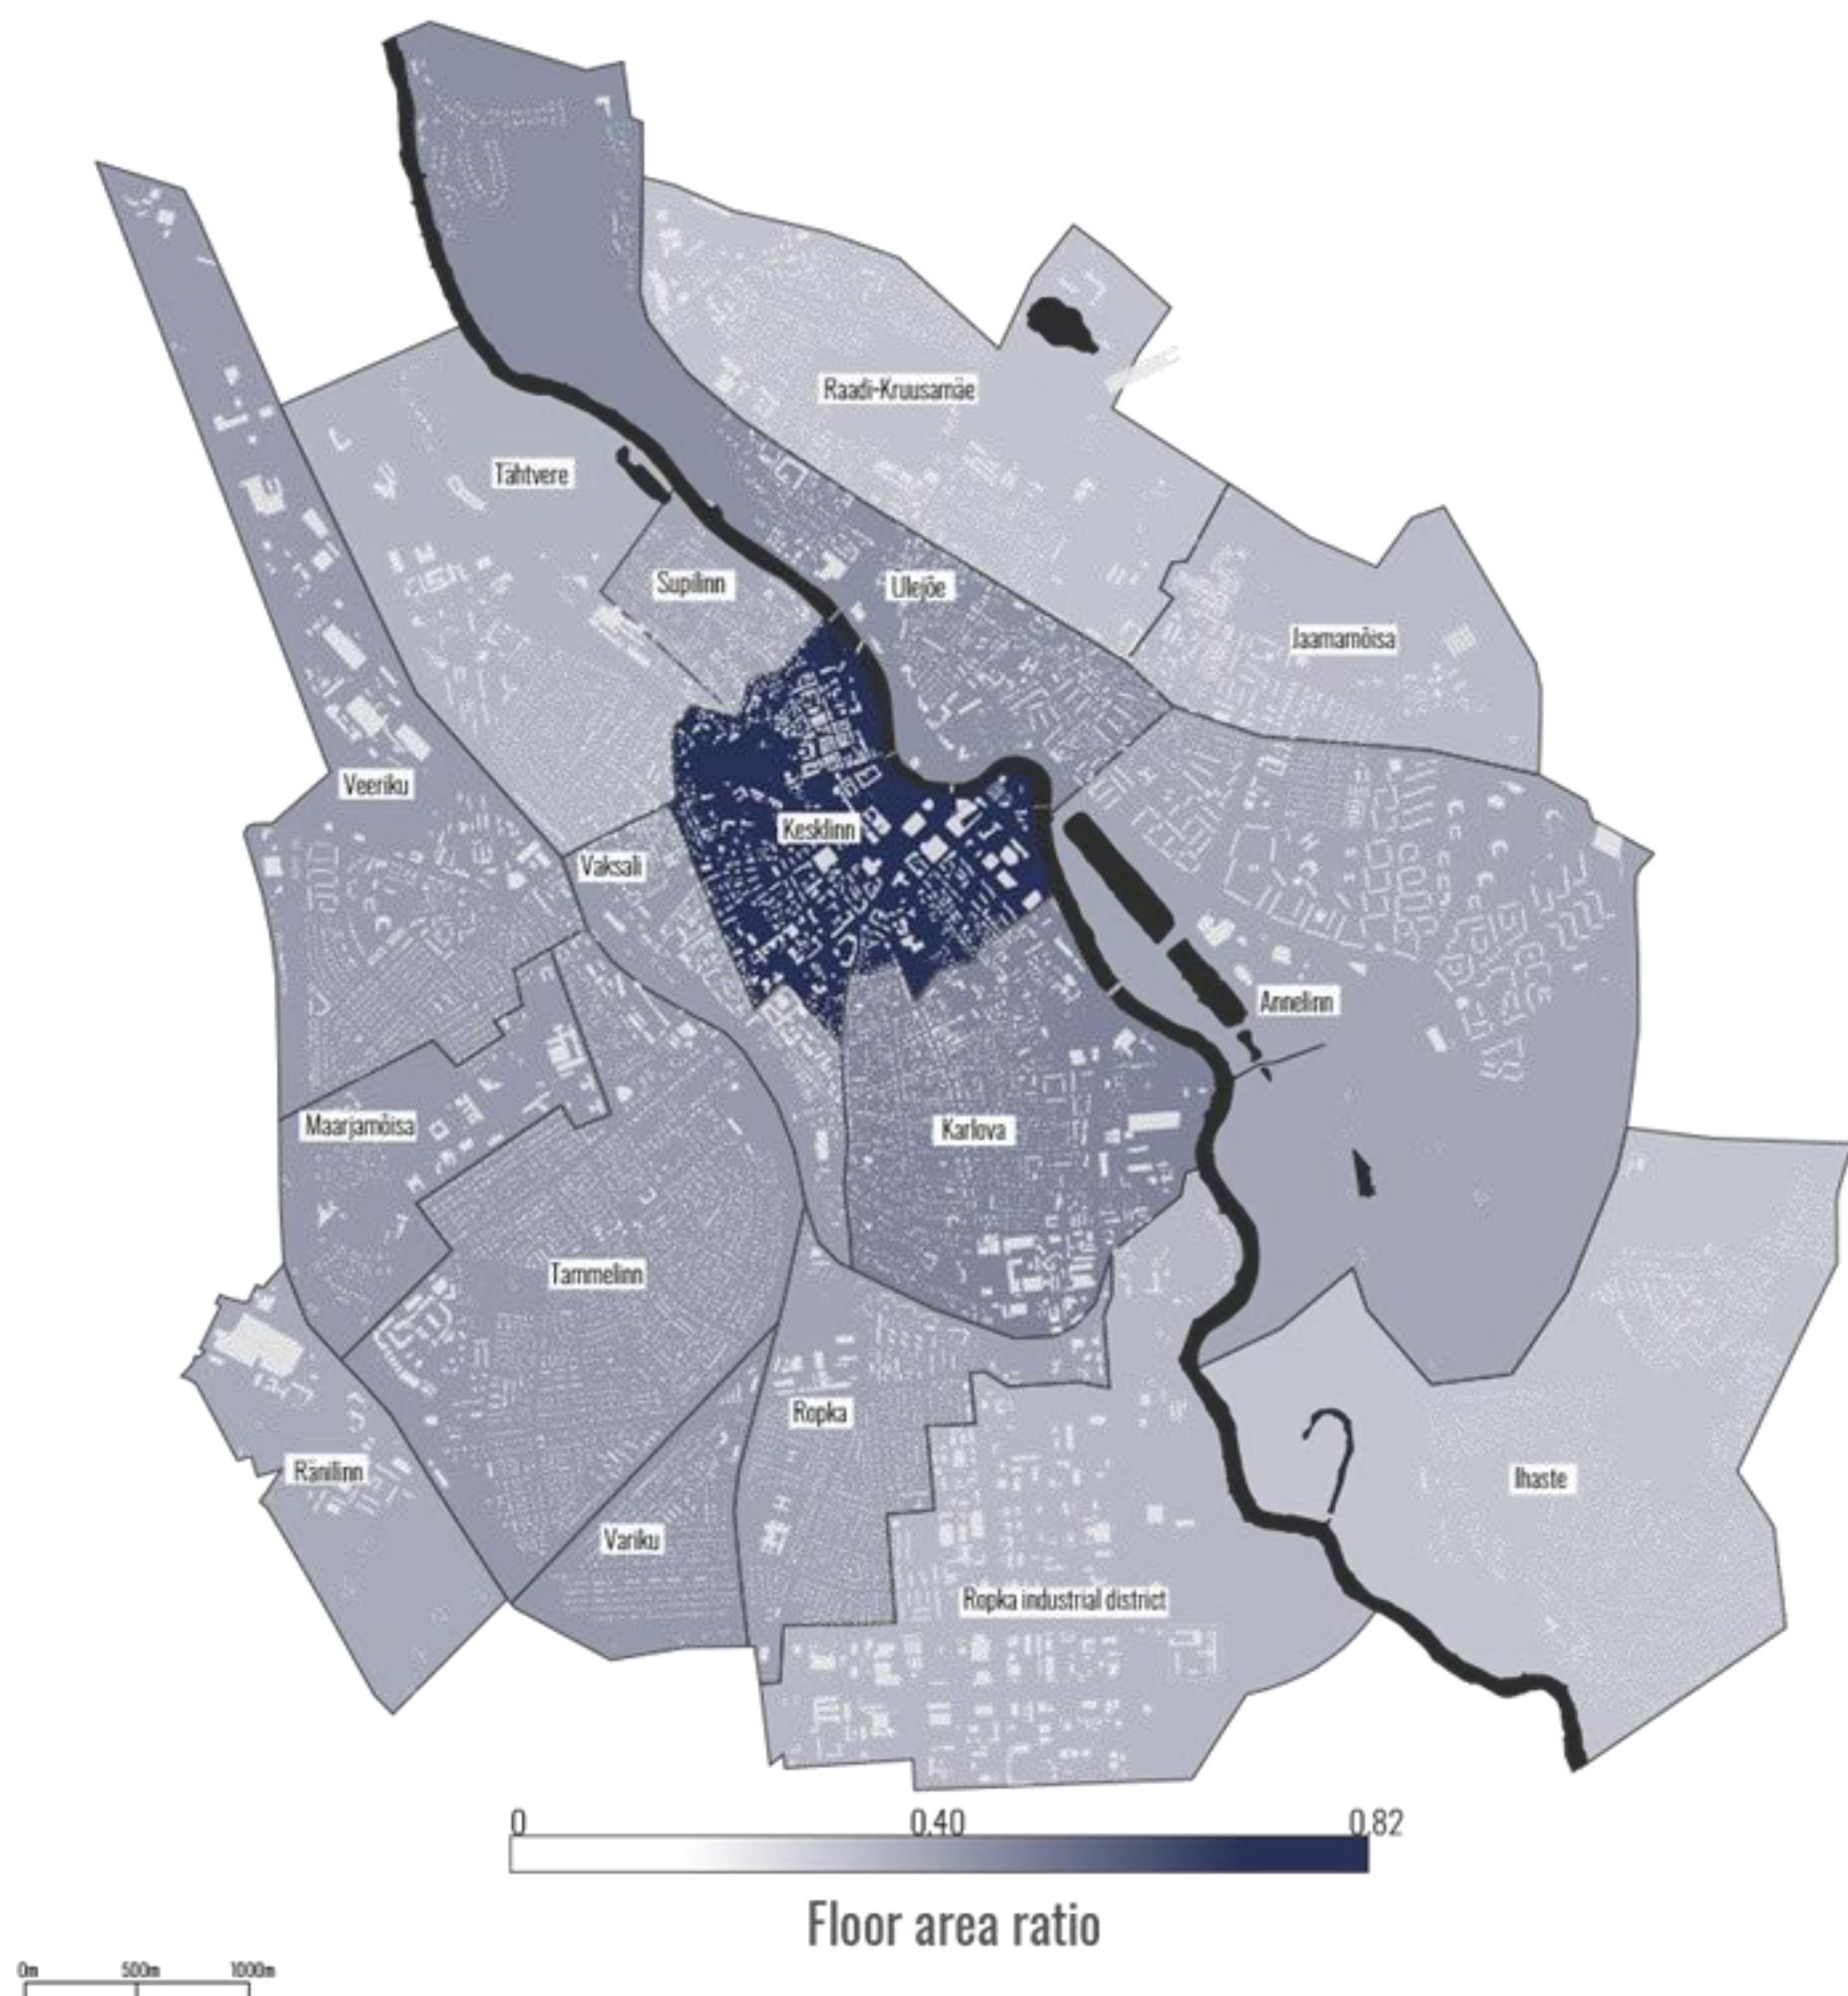 Raadi-Kruusamäe
Tähtvere
Supilinn
Ülejõe
Jaamamõisa
Veeriku
Kesklinn
Vaksali
Annelinn
Maarjamõisa
Karlova
Tammelinn
Ropka
Ränilinn
Ihaste
Variku
Ropka industrial district
0 0.40 0.82
Floor area ratio
0m 500m 1000m